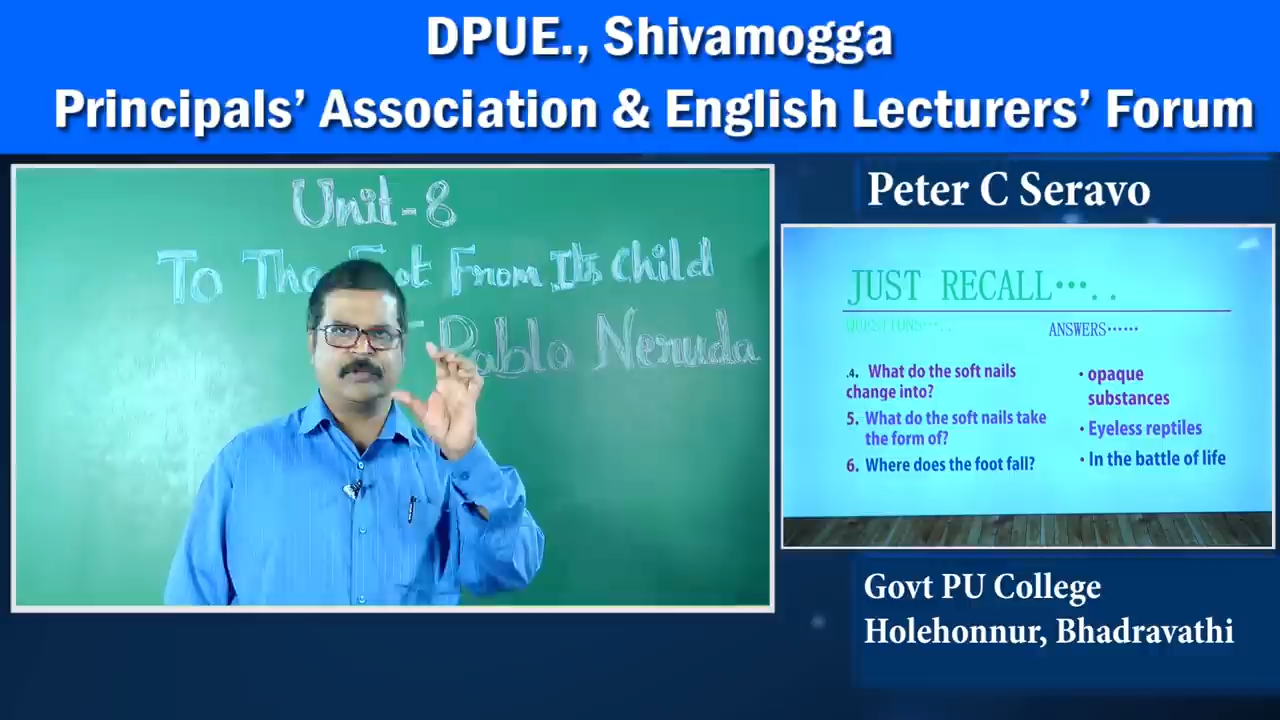 DPUE., Shivamogga
Principals’ Association & English Lecturers’ Forum
Unit-8
To The Foot From Its Child
- Pablo Neruda
Peter C Seravo
JUST RECALL…..
QUESTIONS…..
ANSWERS……
.4. What do the soft nails
change into?
• opaque
substances
5. What do the soft nails take
the form of?
• Eyeless reptiles
6. Where does the foot fall?
• In the battle of life
Govt PU College
Holehonnur, Bhadravathi